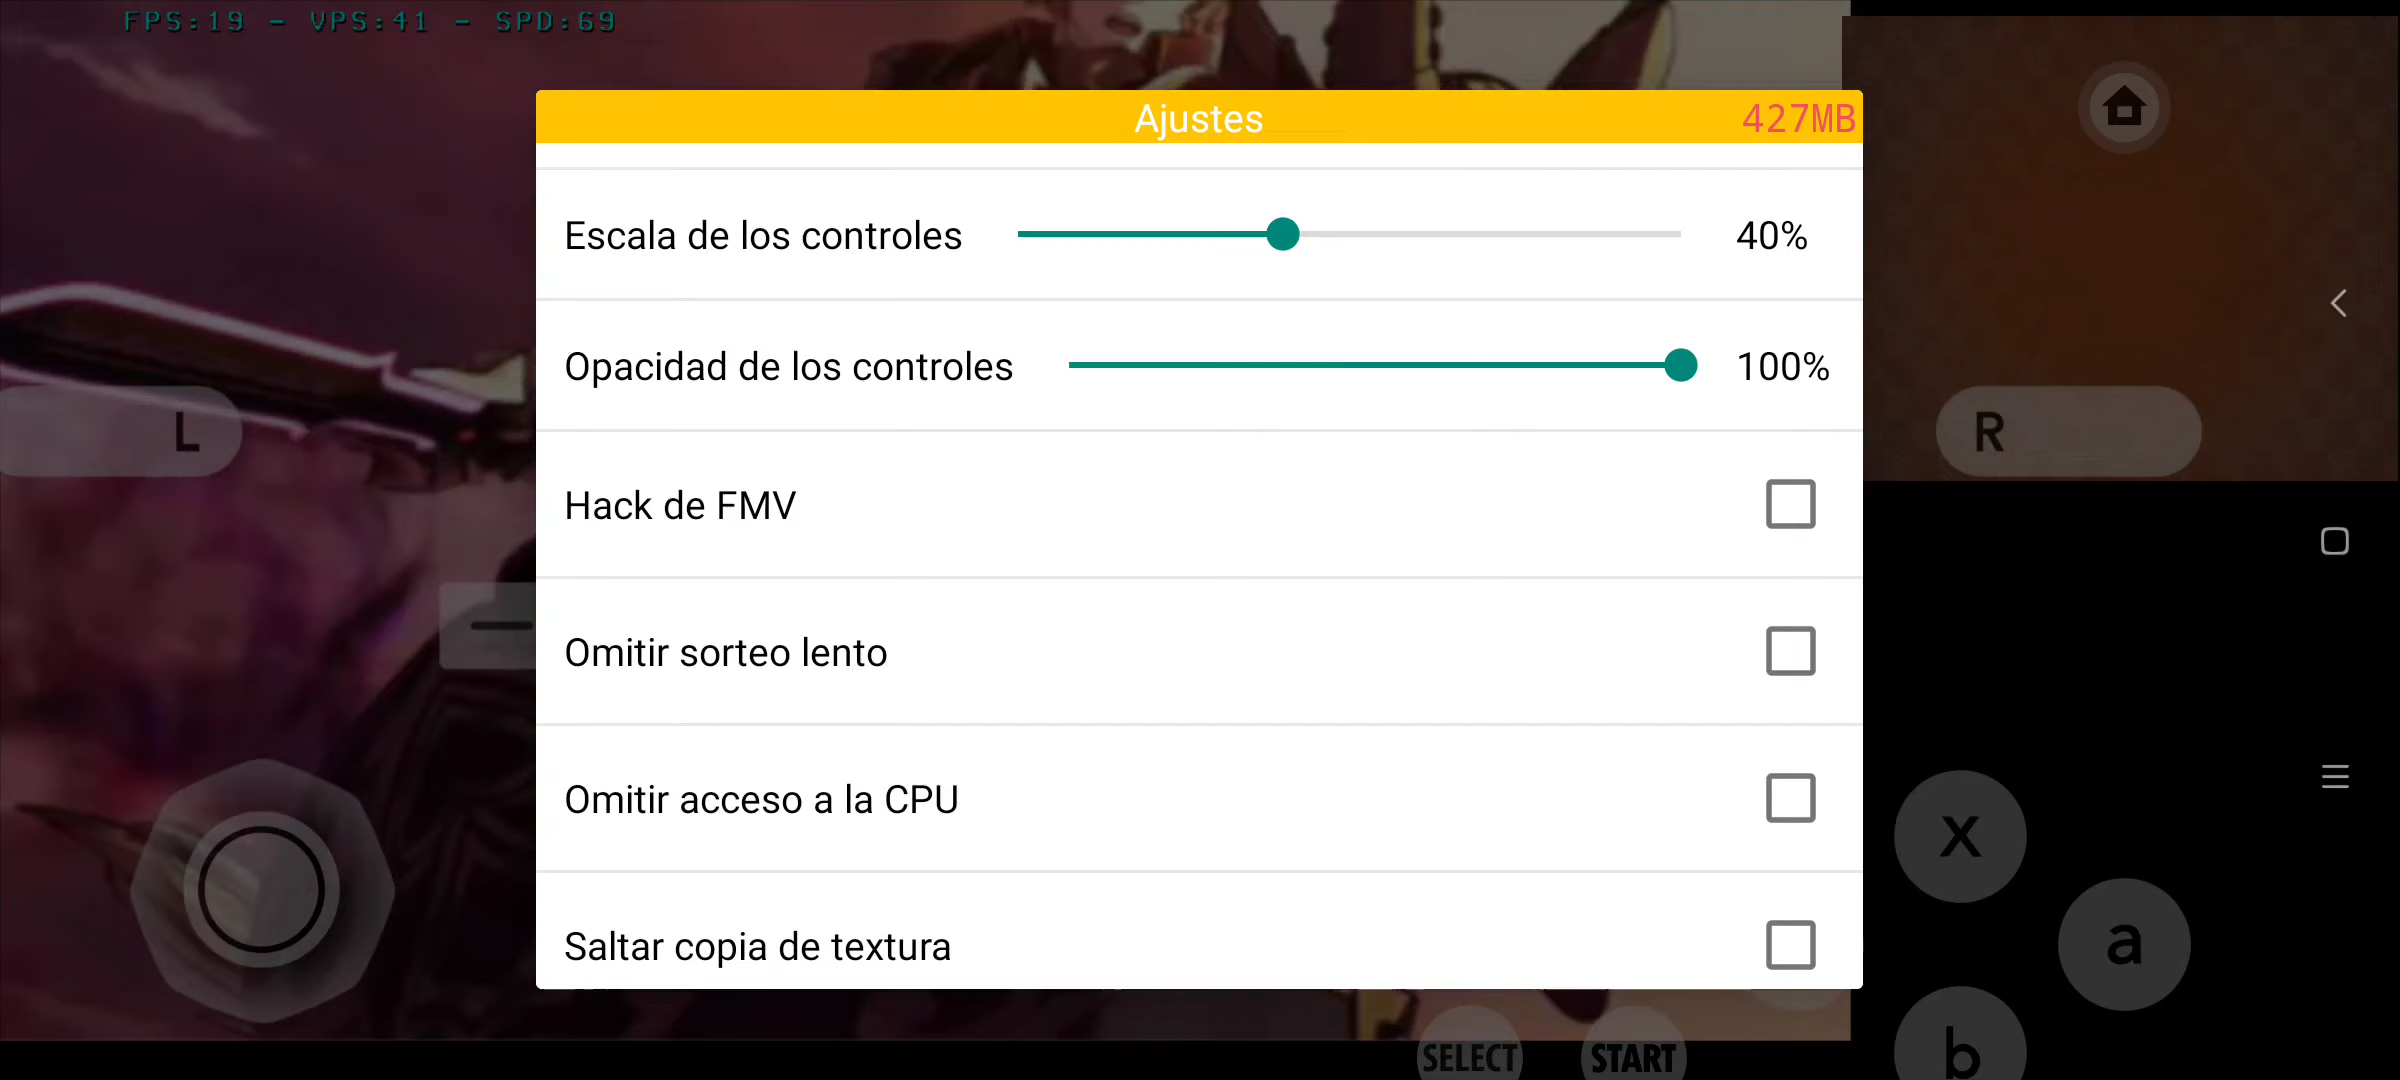 FPS:19 - VPS:41 - SPD:69
Ajustes
427MB
Escala de los controles
40%
Opacidad de los controles
100%
L
R
Hack de FMV
Omitir sorteo lento
Omitir acceso a la CPU
x
a
Saltar copia de textura
SELECT
START
b